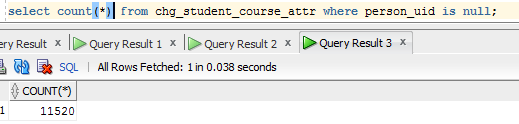 select count(*) from chg_student_course_attr where person_uid is null;
ery Result Query Result 1 Query Result 2 Query Result 3
SQL All Rows Fetched: 1 in 0.038 seconds
COUNT(*)
1 11520